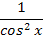 1
cos² x